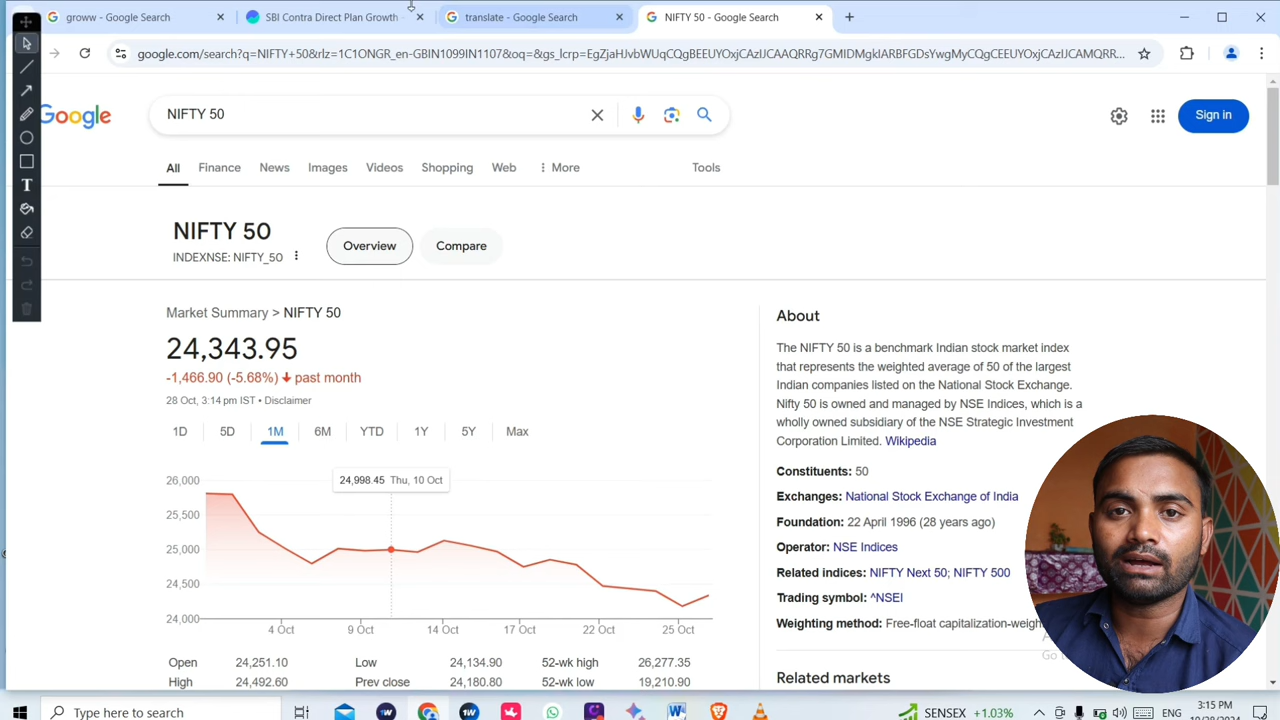 groww - Google Search
SBI Contra Direct Plan Growth -
translate - Google Search
NIFTY 50 - Google Search
google.com/search?q=NIFTY+50&rlz=1C1ONGR_en-GBIN1099IN1107&oq=&gs_lcrp=EgZjaHJvbWUqCQgBEEUYOxjCAzIJCAAQRRg7GMIDMgkIARBFGDsYwgMyCQgCEEUYOxjCAzIJCAMQRR...
Google
NIFTY 50
Sign in
All
Finance
News
Images
Videos
Shopping
Web
More
Tools
NIFTY 50
INDEXNSE: NIFTY_50
Overview
Compare
Market Summary > NIFTY 50
24,343.95
-1,466.90 (-5.68%) past month
28 Oct, 3:14 pm IST • Disclaimer
1D 5D 1M 6M YTD 1Y 5Y Max
24,998.45 Thu, 10 Oct
26,000
25,500
25,000
24,500
24,000
4 Oct 9 Oct 14 Oct 17 Oct 22 Oct 25 Oct
Open 24,251.10 Low 24,134.90 52-wk high 26,277.35
High 24,492.60 Prev close 24,180.80 52-wk low 19,210.90
About
The NIFTY 50 is a benchmark Indian stock market index
that represents the weighted average of 50 of the largest
Indian companies listed on the National Stock Exchange.
Nifty 50 is owned and managed by NSE Indices, which is a
wholly owned subsidiary of the NSE Strategic Investment
Corporation Limited. Wikipedia
Constituents: 50
Exchanges: National Stock Exchange of India
Foundation: 22 April 1996 (28 years ago)
Operator: NSE Indices
Related indices: NIFTY Next 50; NIFTY 500
Trading symbol: ^NSEI
Weighting method: Free-float capitalization-weigh
Related markets
T
Type here to search
SENSEX +1.03%
ENG
3:15 PM
10/28/2024